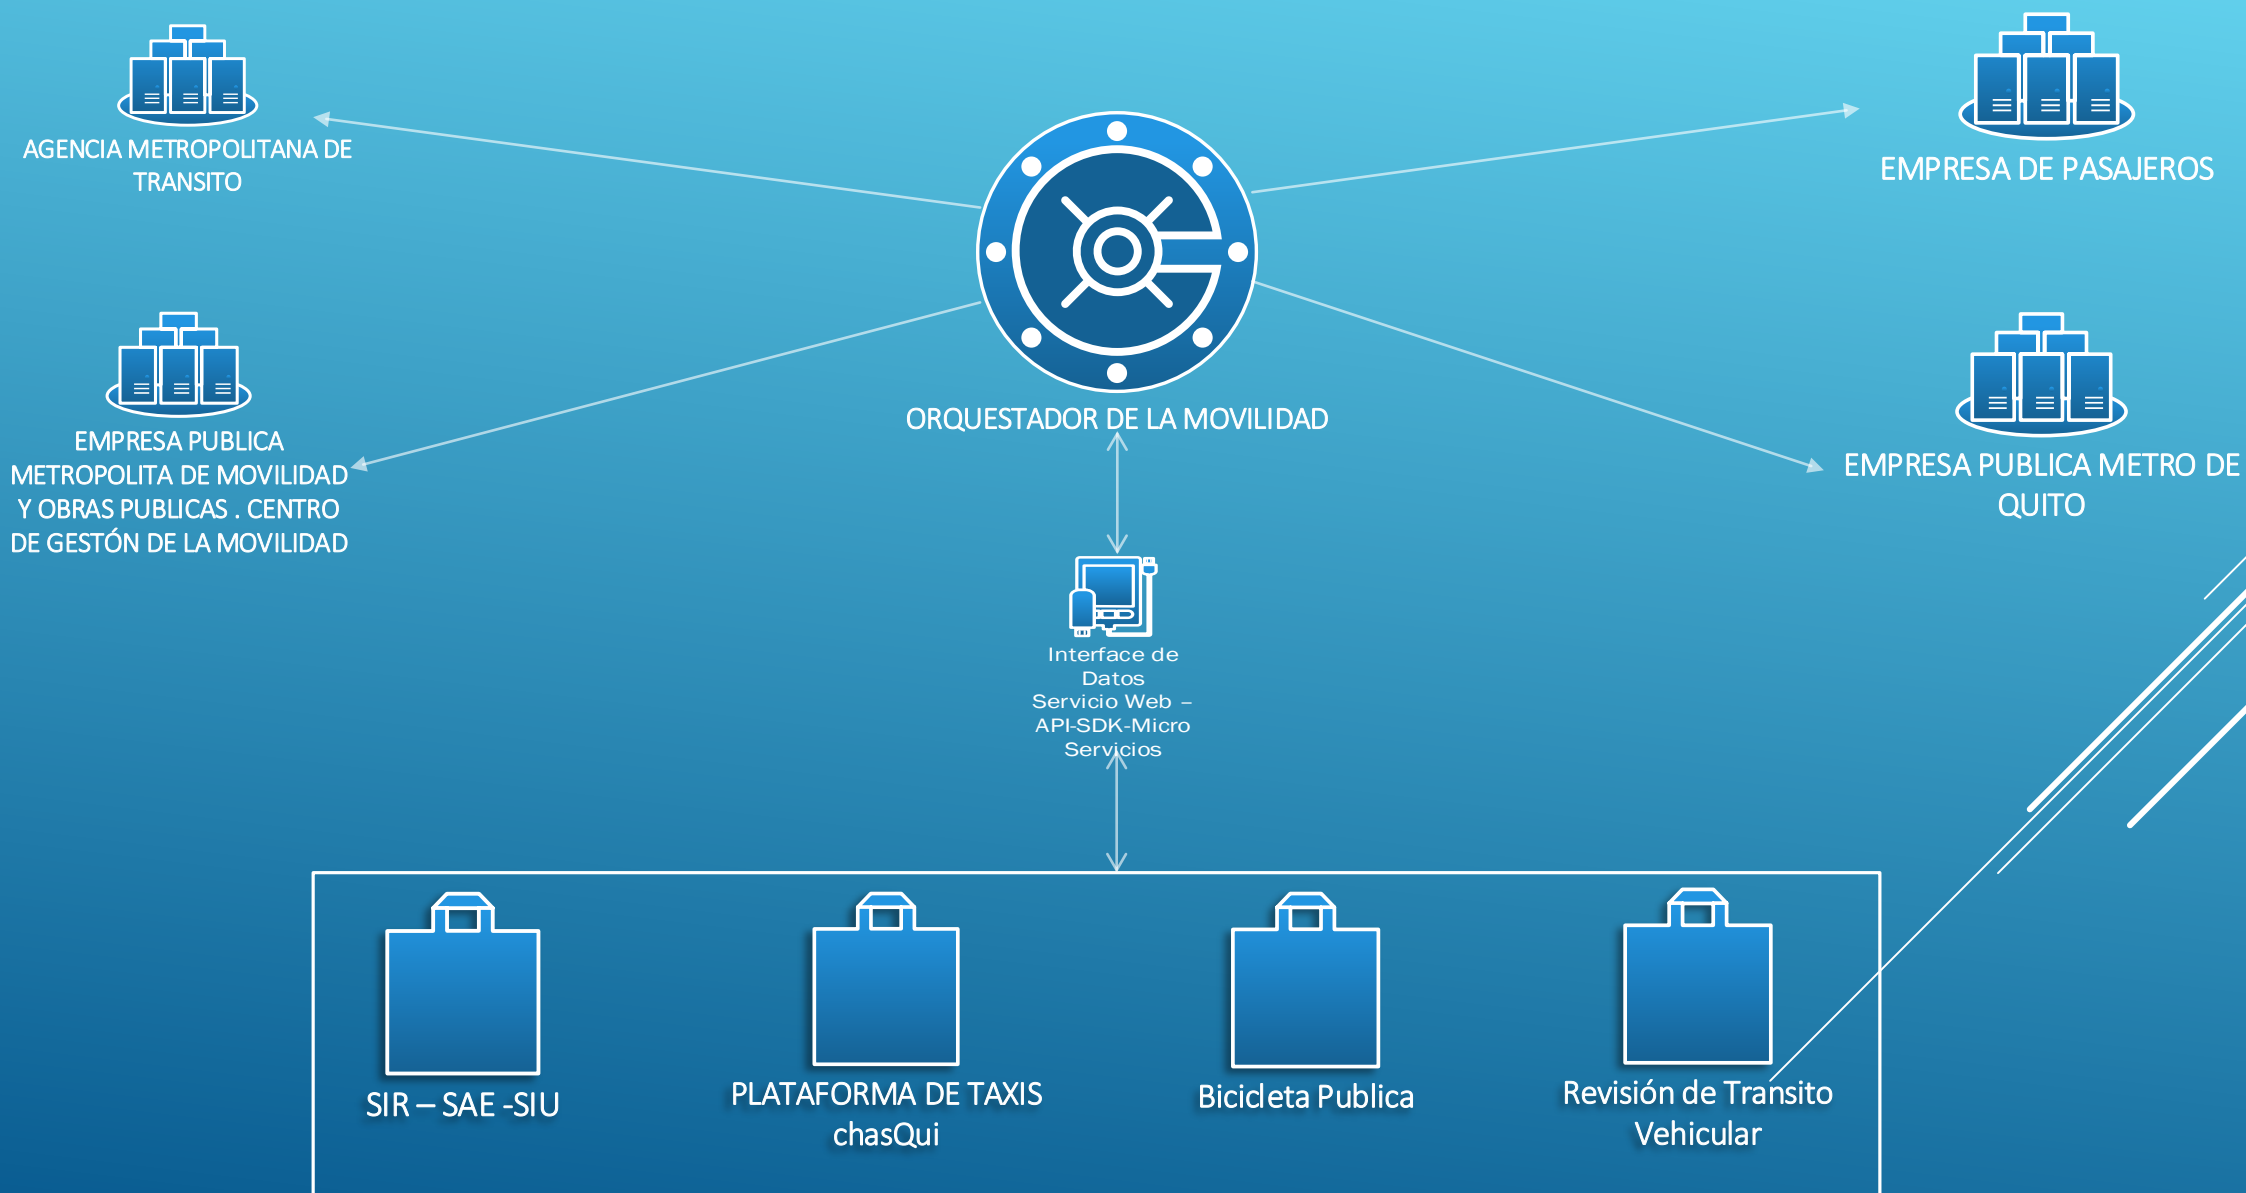 AGENCIA METROPOLITANA DE
TRANSITO
EMPRESA DE PASAJEROS
ORQUESTADOR DE LA MOVILIDAD
EMPRESA PUBLICA
METROPOLITA DE MOVILIDAD
Y OBRAS PUBLICAS . CENTRO
DE GESTÓN DE LA MOVILIDAD
EMPRESA PUBLICA METRO DE
QUITO
Interface de
Datos
Servicio Web –
API-SDK-Micro
Servicios
SIR – SAE -SIU
PLATAFORMA DE TAXIS
chasQui
Bicicleta Publica
Revisión de Transito
Vehicular